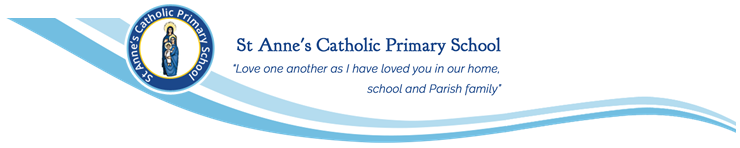 St Anne's Catholic Primary School
St Anne's Catholic Primary School
"Love one another as I have loved you in our home,
school and Parish family"